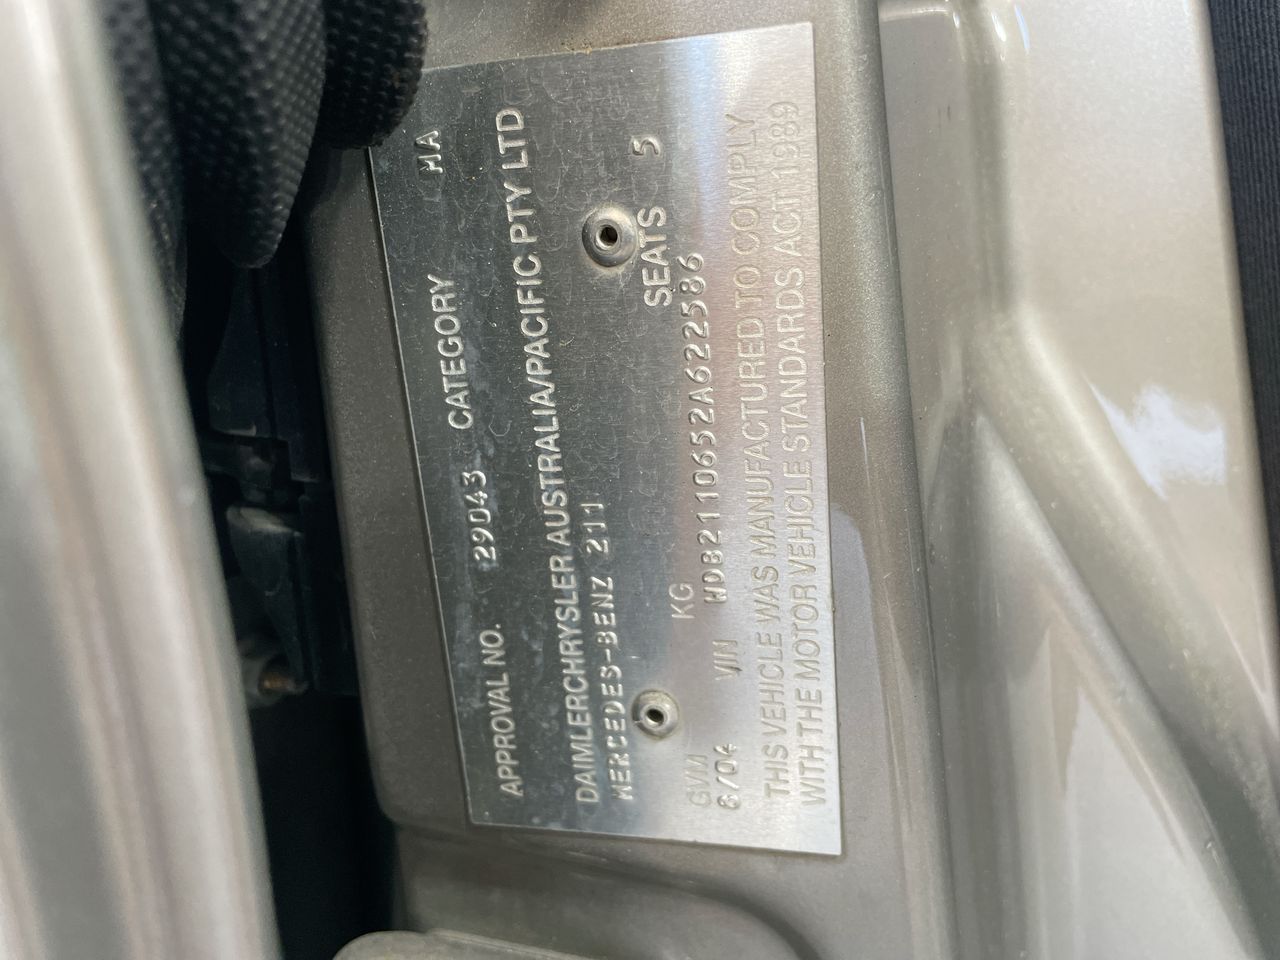 APPROVAL NO. 29043 CATEGORY MA
DAIMLERCHRYSLER AUSTRALIA/PACIFIC PTY LTD
MERCEDES-BENZ 211
GVM KG SEATS 5
8/04 VIN WDB2110652A622586
THIS VEHICLE WAS MANUFACTURED TO COMPLY
WITH THE MOTOR VEHICLE STANDARDS ACT 1989